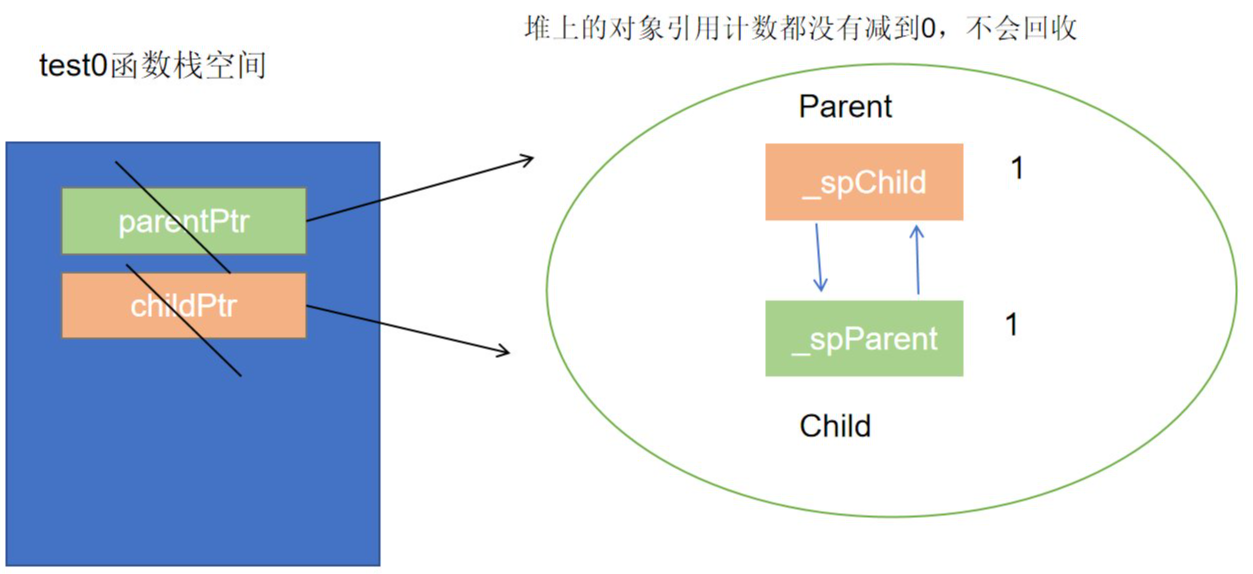 堆上的对象引用计数都没有减到0，不会回收
test0函数栈空间
Parent
parentPtr
_spChild
1
childPtr
_spParent
1
Child